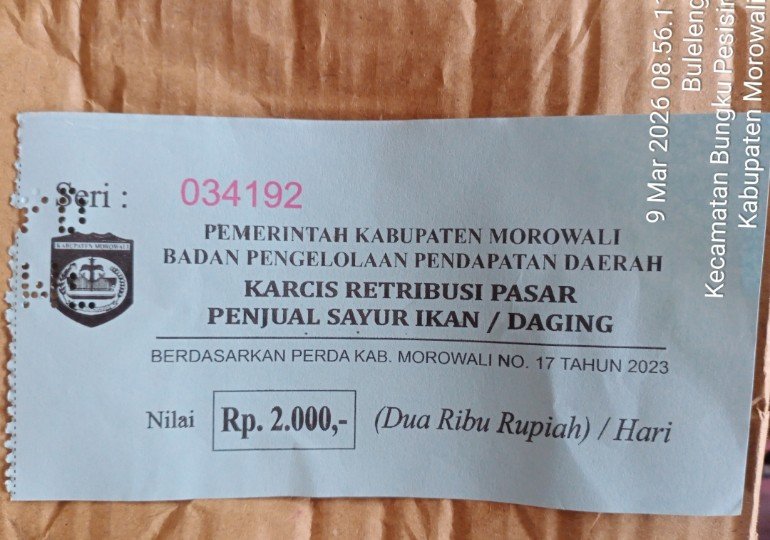 Seri : 034192
KABUPATEN MOROWALI
PEMERINTAH KABUPATEN MOROWALI
BADAN PENGELOLAAN PENDAPATAN DAERAH
KARCIS RETRIBUSI PASAR
PENJUAL SAYUR IKAN / DAGING
BERDASARKAN PERDA KAB. MOROWALI NO. 17 TAHUN 2023
Nilai Rp. 2.000,- (Dua Ribu Rupiah) / Hari
9 Mar 2026 08.56.1
Buleleng
Kecamatan Bungku Pesisir
Kabupaten Morowali